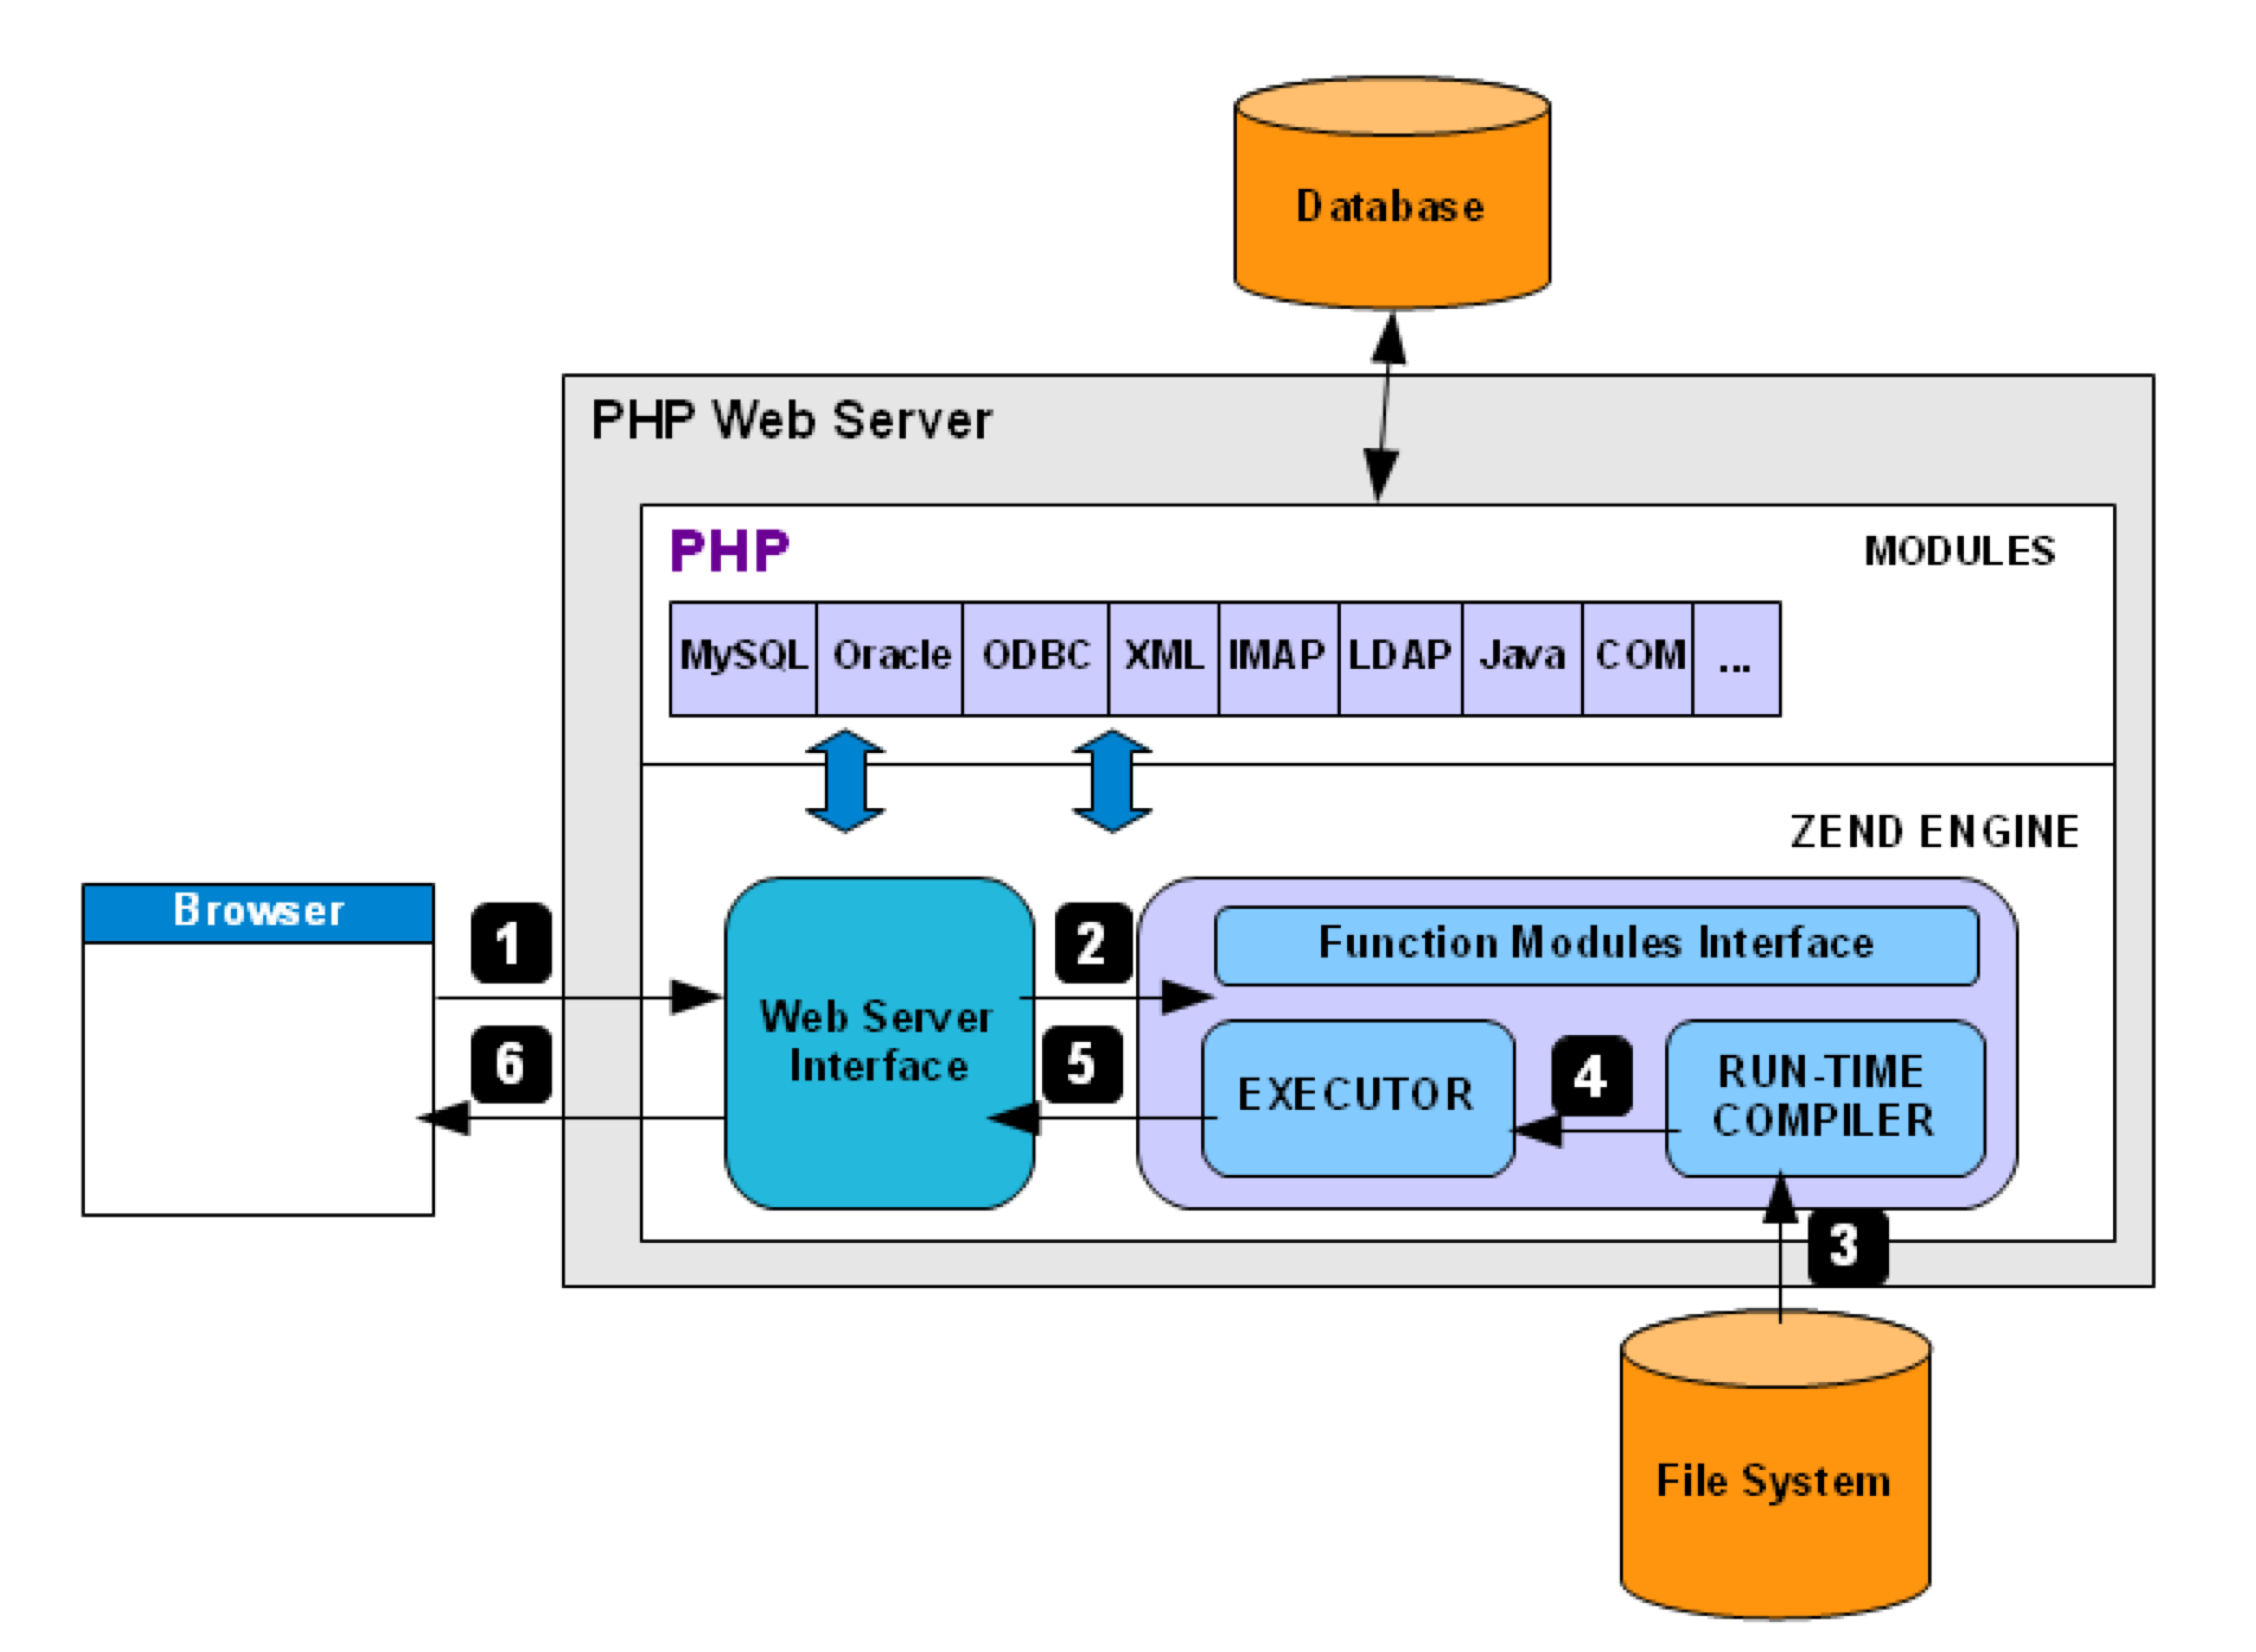 Database
PHP Web Server
PHP
MODULES
MySQL Oracle ODBC XML IMAP LDAP Java COM ...
ZEND ENGINE
Browser
1
2
Function Modules Interface
Web Server
Interface
6
5
EXECUTOR
4
RUN-TIME
COMPILER
3
File System